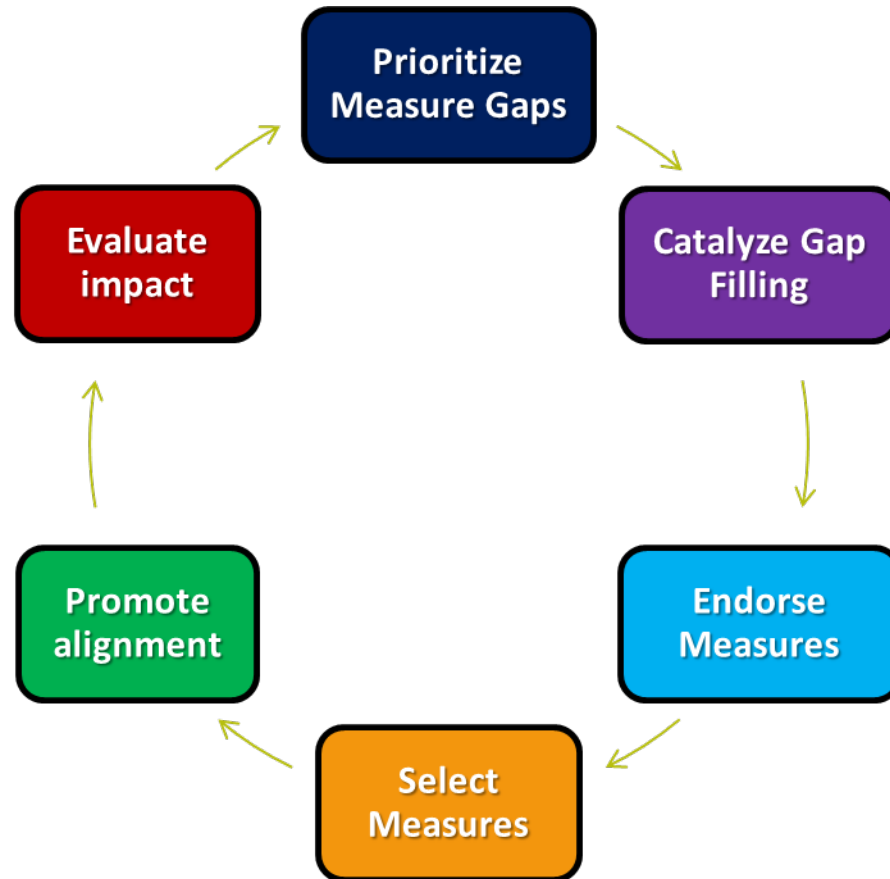 Prioritize
Measure Gaps
Catalyze Gap
Filling
Endorse
Measures
Select
Measures
Promote
alignment
Evaluate
impact